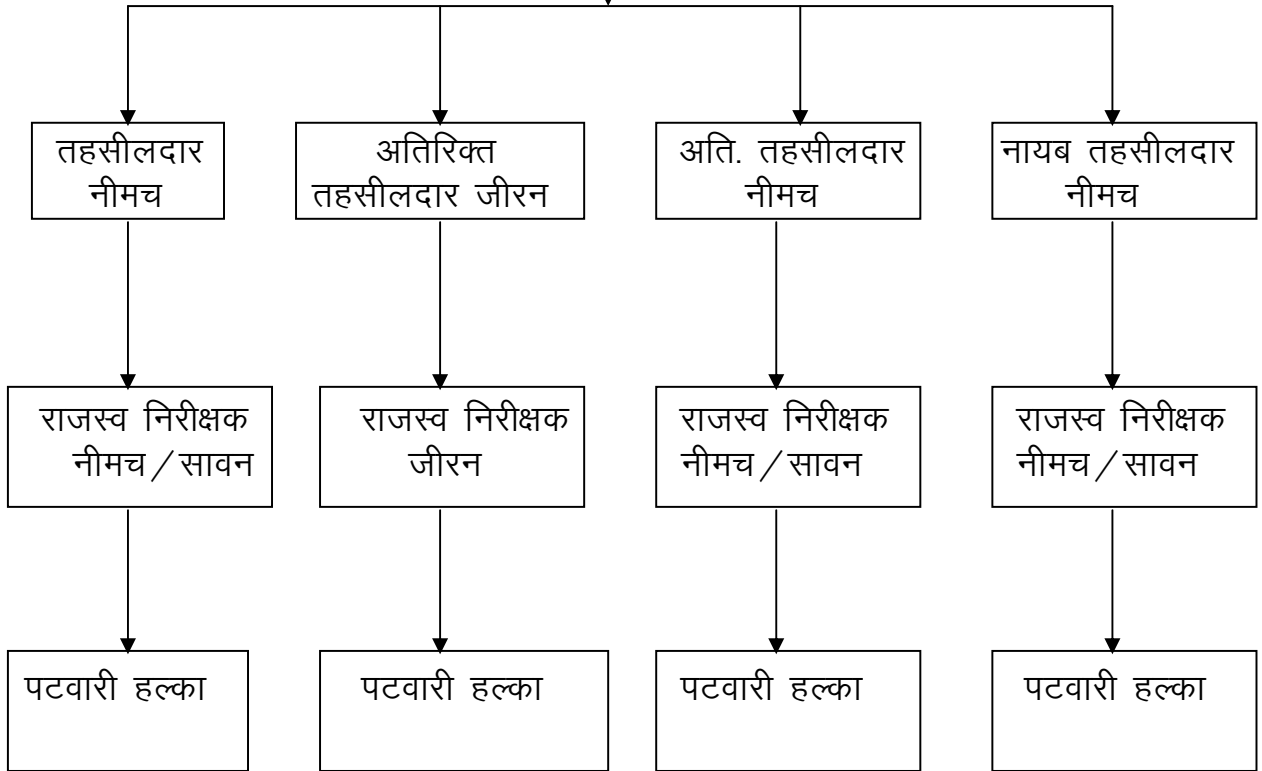 तहसीलदार
नीमच
अतिरिक्त
तहसीलदार जीरन
अति. तहसीलदार
नीमच
नायब तहसीलदार
नीमच
राजस्व निरीक्षक
नीमच/सावन
राजस्व निरीक्षक
जीरन
राजस्व निरीक्षक
नीमच/सावन
राजस्व निरीक्षक
नीमच/सावन
पटवारी हल्का
पटवारी हल्का
पटवारी हल्का
पटवारी हल्का